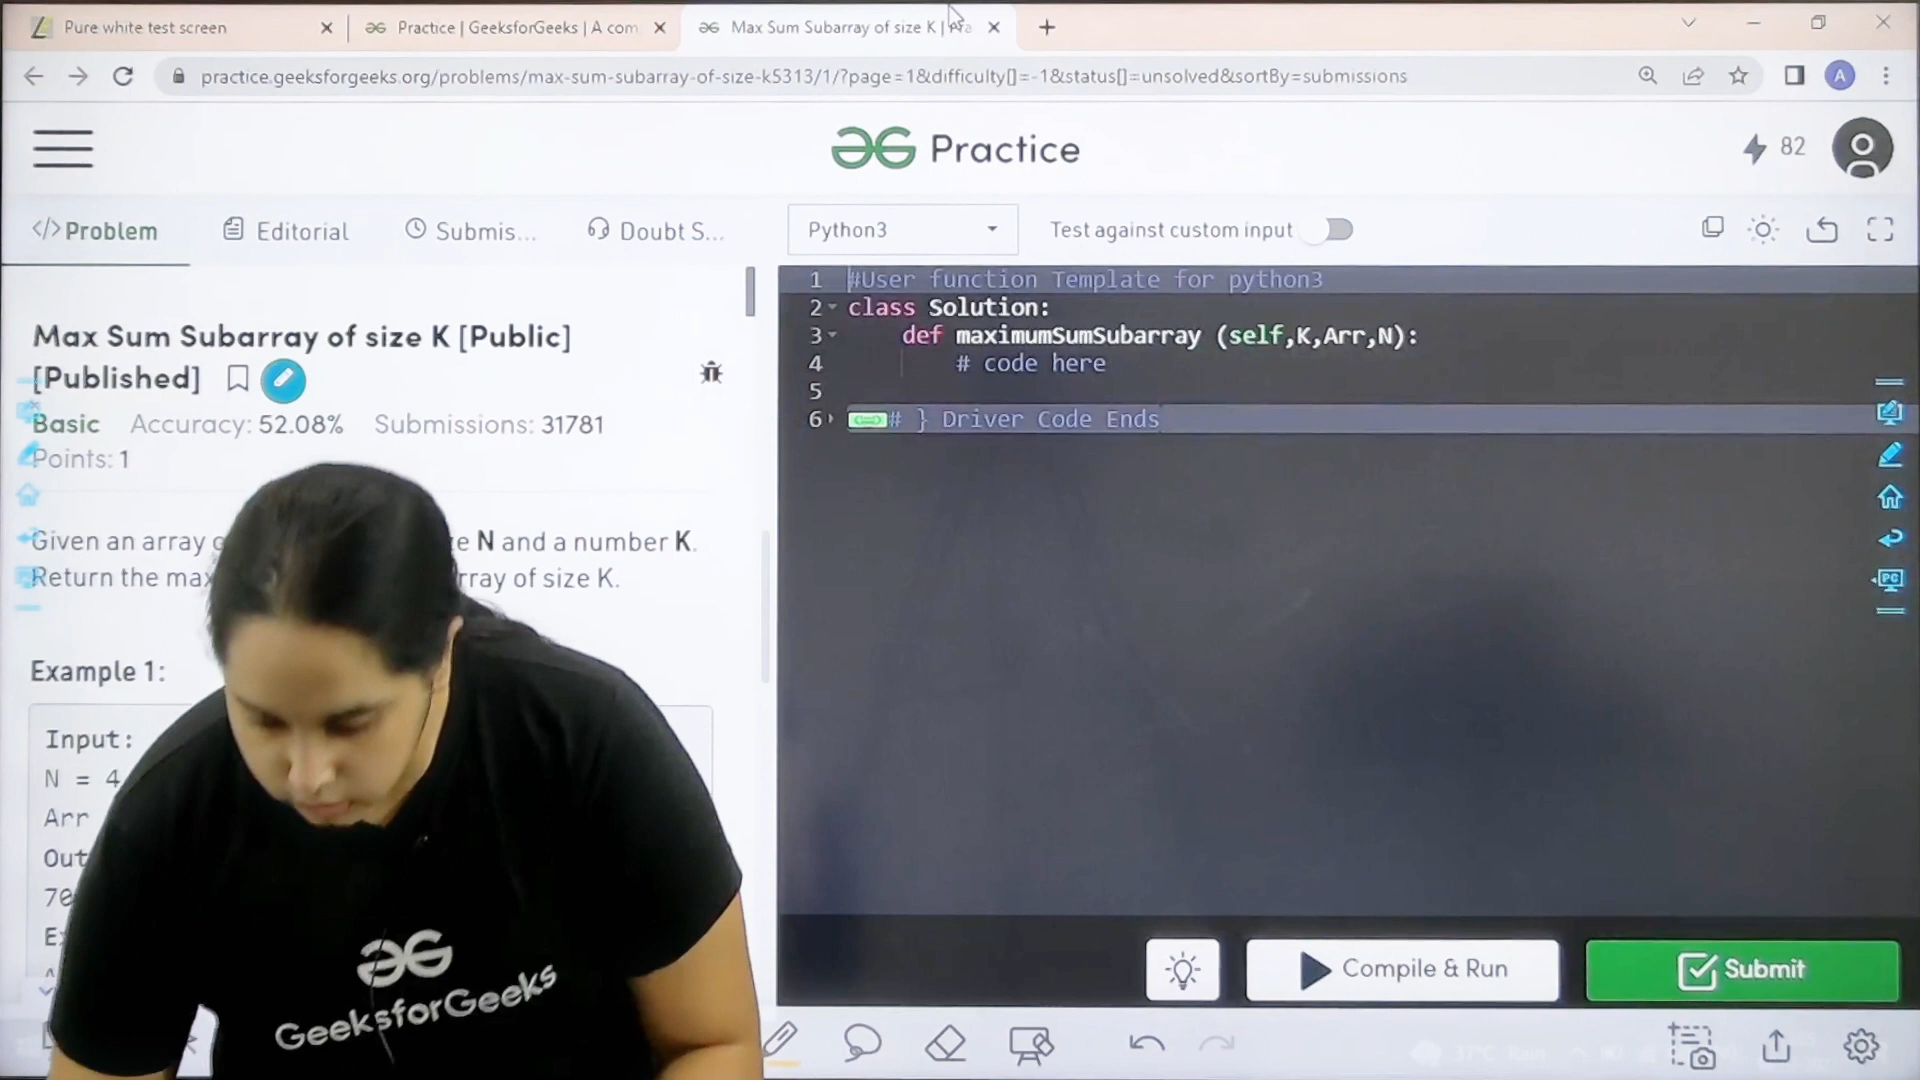 Pure white test screen
Practice | GeeksforGeeks | A com
Max Sum Subarray of size K |
practice.geeksforgeeks.org/problems/max-sum-subarray-of-size-k5313/1/?page=1&difficulty[]=-1&status[]=unsolved&sortBy=submissions
A
Practice
82
</>Problem
Editorial
Submis...
Doubt S...
Python3
Test against custom input
Max Sum Subarray of size K [Public]
[Published]
Basic Accuracy: 52.08% Submissions: 31781
Points: 1
Given an array N and a number K.
Return the max rray of size K.
Example 1:
Input:
N = 4
Arr
Out
70
1 #User function Template for python3
2 class Solution:
3 def maximumSumSubarray (self,K,Arr,N):
4 # code here
5
6 # } Driver Code Ends
PC
GeeksforGeeks
Compile & Run
Submit
37°C Rain